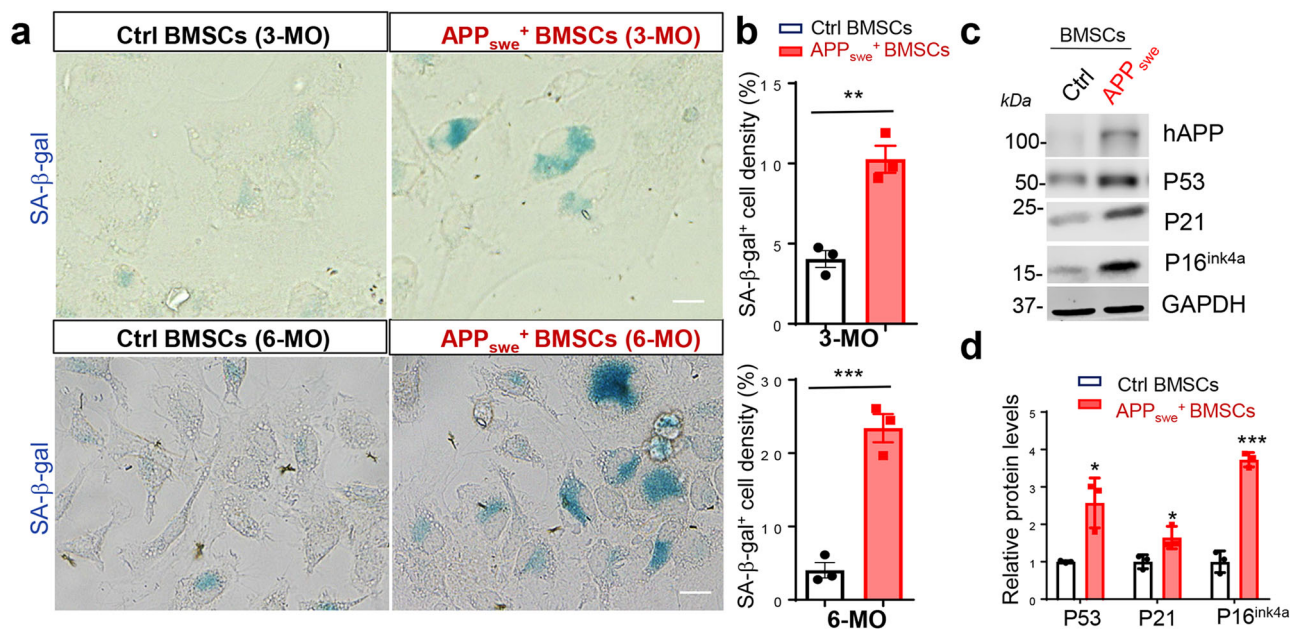 a
Ctrl BMSCs (3-MO)
APPswe+ BMSCs (3-MO)
SA-β-gal
Ctrl BMSCs (6-MO)
APPswe+ BMSCs (6-MO)
SA-β-gal
b
Ctrl BMSCs
APPswe+ BMSCs
SA-β-gal+ cell density (%)
15
10
5
0
**
3-MO
SA-β-gal+ cell density (%)
30
20
10
0
***
6-MO
c
BMSCs
Ctrl
APPswe
kDa
100-
hAPP
50-
P53
25-
P21
15-
P16ink4a
37-
GAPDH
d
Ctrl BMSCs
APPswe+ BMSCs
Relative protein levels
5
4
3
2
1
0
*
*
***
P53
P21
P16ink4a